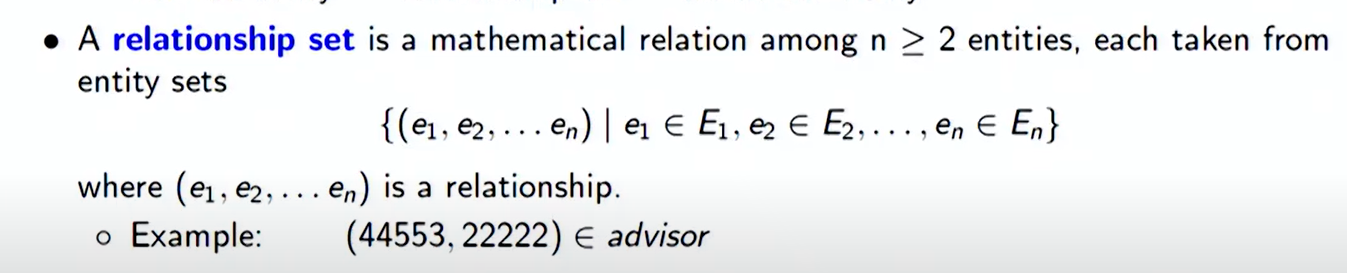 • A relationship set is a mathematical relation among n ≥ 2 entities, each taken from
entity sets
{(e₁, e₂, . . . eₙ) | e₁ ∈ E₁, e₂ ∈ E₂, . . . , eₙ ∈ Eₙ}
where (e₁, e₂, . . . eₙ) is a relationship.
○ Example: (44553, 22222) ∈ advisor